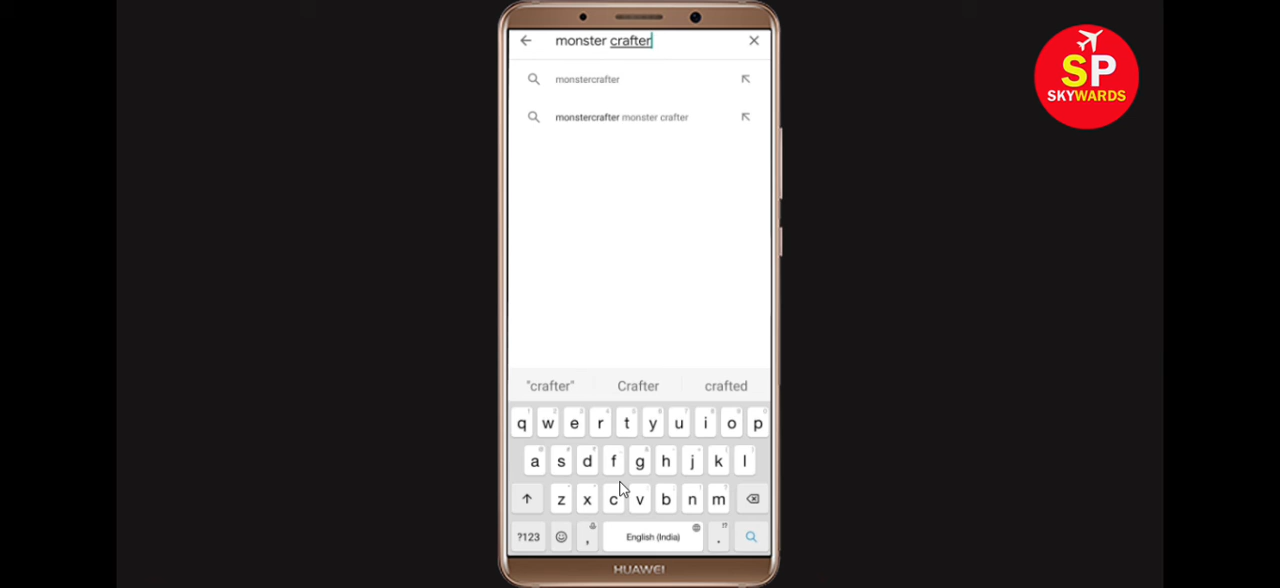 monster crafter
monstercrafter
monstercrafter monster crafter
"crafter" Crafter crafted
q w e r t y u i o p
a s d f g h j k l
z x c v b n m
?123 , English (India) .
HUAWEI
SP
SKYWARDS